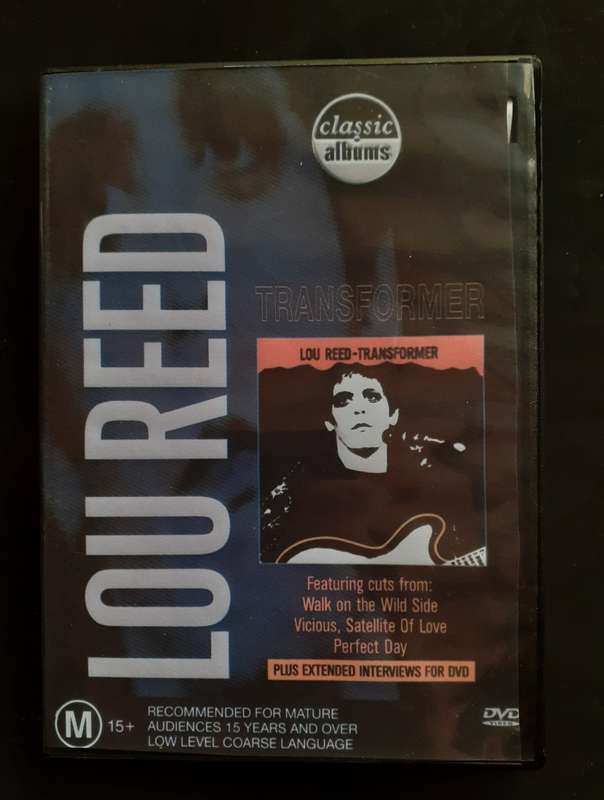 classic
albums
LOU REED
TRANSFORMER
LOU REED-TRANSFORMER
Featuring cuts from:
Walk on the Wild Side
Vicious, Satellite Of Love
Perfect Day
PLUS EXTENDED INTERVIEWS FOR DVD
M 15+
RECOMMENDED FOR MATURE
AUDIENCES 15 YEARS AND OVER
LOW LEVEL COARSE LANGUAGE
DVD
VIDEO